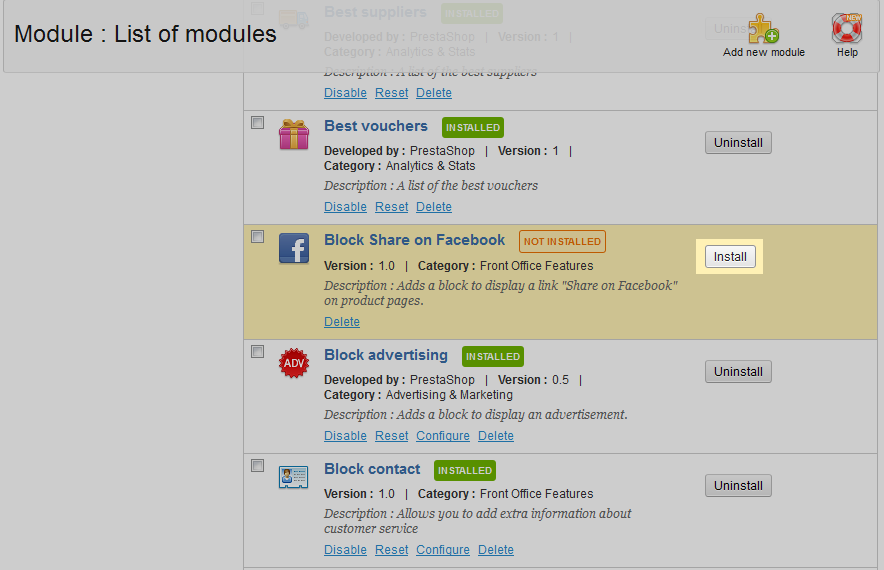 Best suppliers INSTALLED
Module : List of modules
Uninstall
Developed by : PrestaShop | Version : 1 |
Category : Analytics & Stats
Add new module
NEW
Help
Description : A list of the best suppliers
Disable Reset Delete
Best vouchers INSTALLED
Uninstall
Developed by : PrestaShop | Version : 1 |
Category : Analytics & Stats
Description : A list of the best vouchers
Disable Reset Delete
f
Block Share on Facebook NOT INSTALLED
Install
Version : 1.0 | Category : Front Office Features
Description : Adds a block to display a link "Share on Facebook"
on product pages.
Delete
ADV
Block advertising INSTALLED
Uninstall
Developed by : PrestaShop | Version : 0.5 |
Category : Advertising & Marketing
Description : Adds a block to display an advertisement.
Disable Reset Configure Delete
Block contact INSTALLED
Uninstall
Version : 1.0 | Category : Front Office Features
Description : Allows you to add extra information about
customer service
Disable Reset Configure Delete